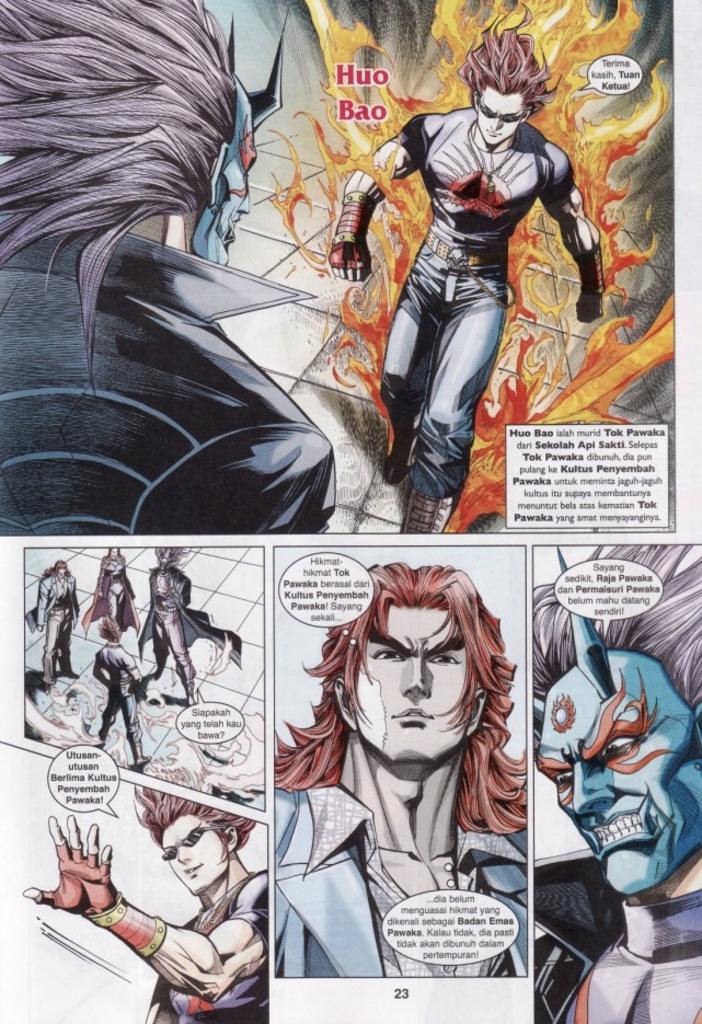 Huo
Bao
Terima
kasih, Tuan
Ketua!
Huo Bao ialah murid Tok Pawaka
dari Sekolah Api Sakti. Selepas
Tok Pawaka dibunuh, dia pun
pulang ke Kultus Penyembah
Pawaka untuk meminta jaguh-jaguh
kultus itu supaya membantunya
menuntut bela atas kematian Tok
Pawaka yang amat menyayanginya.
Siapakah
yang telah kau
bawa?
Utusan-
utusan
Berlima Kultus
Penyembah
Pawaka!
Hikmat-
hikmat Tok
Pawaka berasal dari
Kultus Penyembah
Pawaka! Sayang
sekali...
...dia belum
menguasai hikmat yang
dikenali sebagai Badan Emas
Pawaka. Kalau tidak, dia pasti
tidak akan dibunuh dalam
pertempuran!
Sayang
sedikit, Raja Pawaka
dan Permaisuri Pawaka
belum mahu datang
sendiri!
23